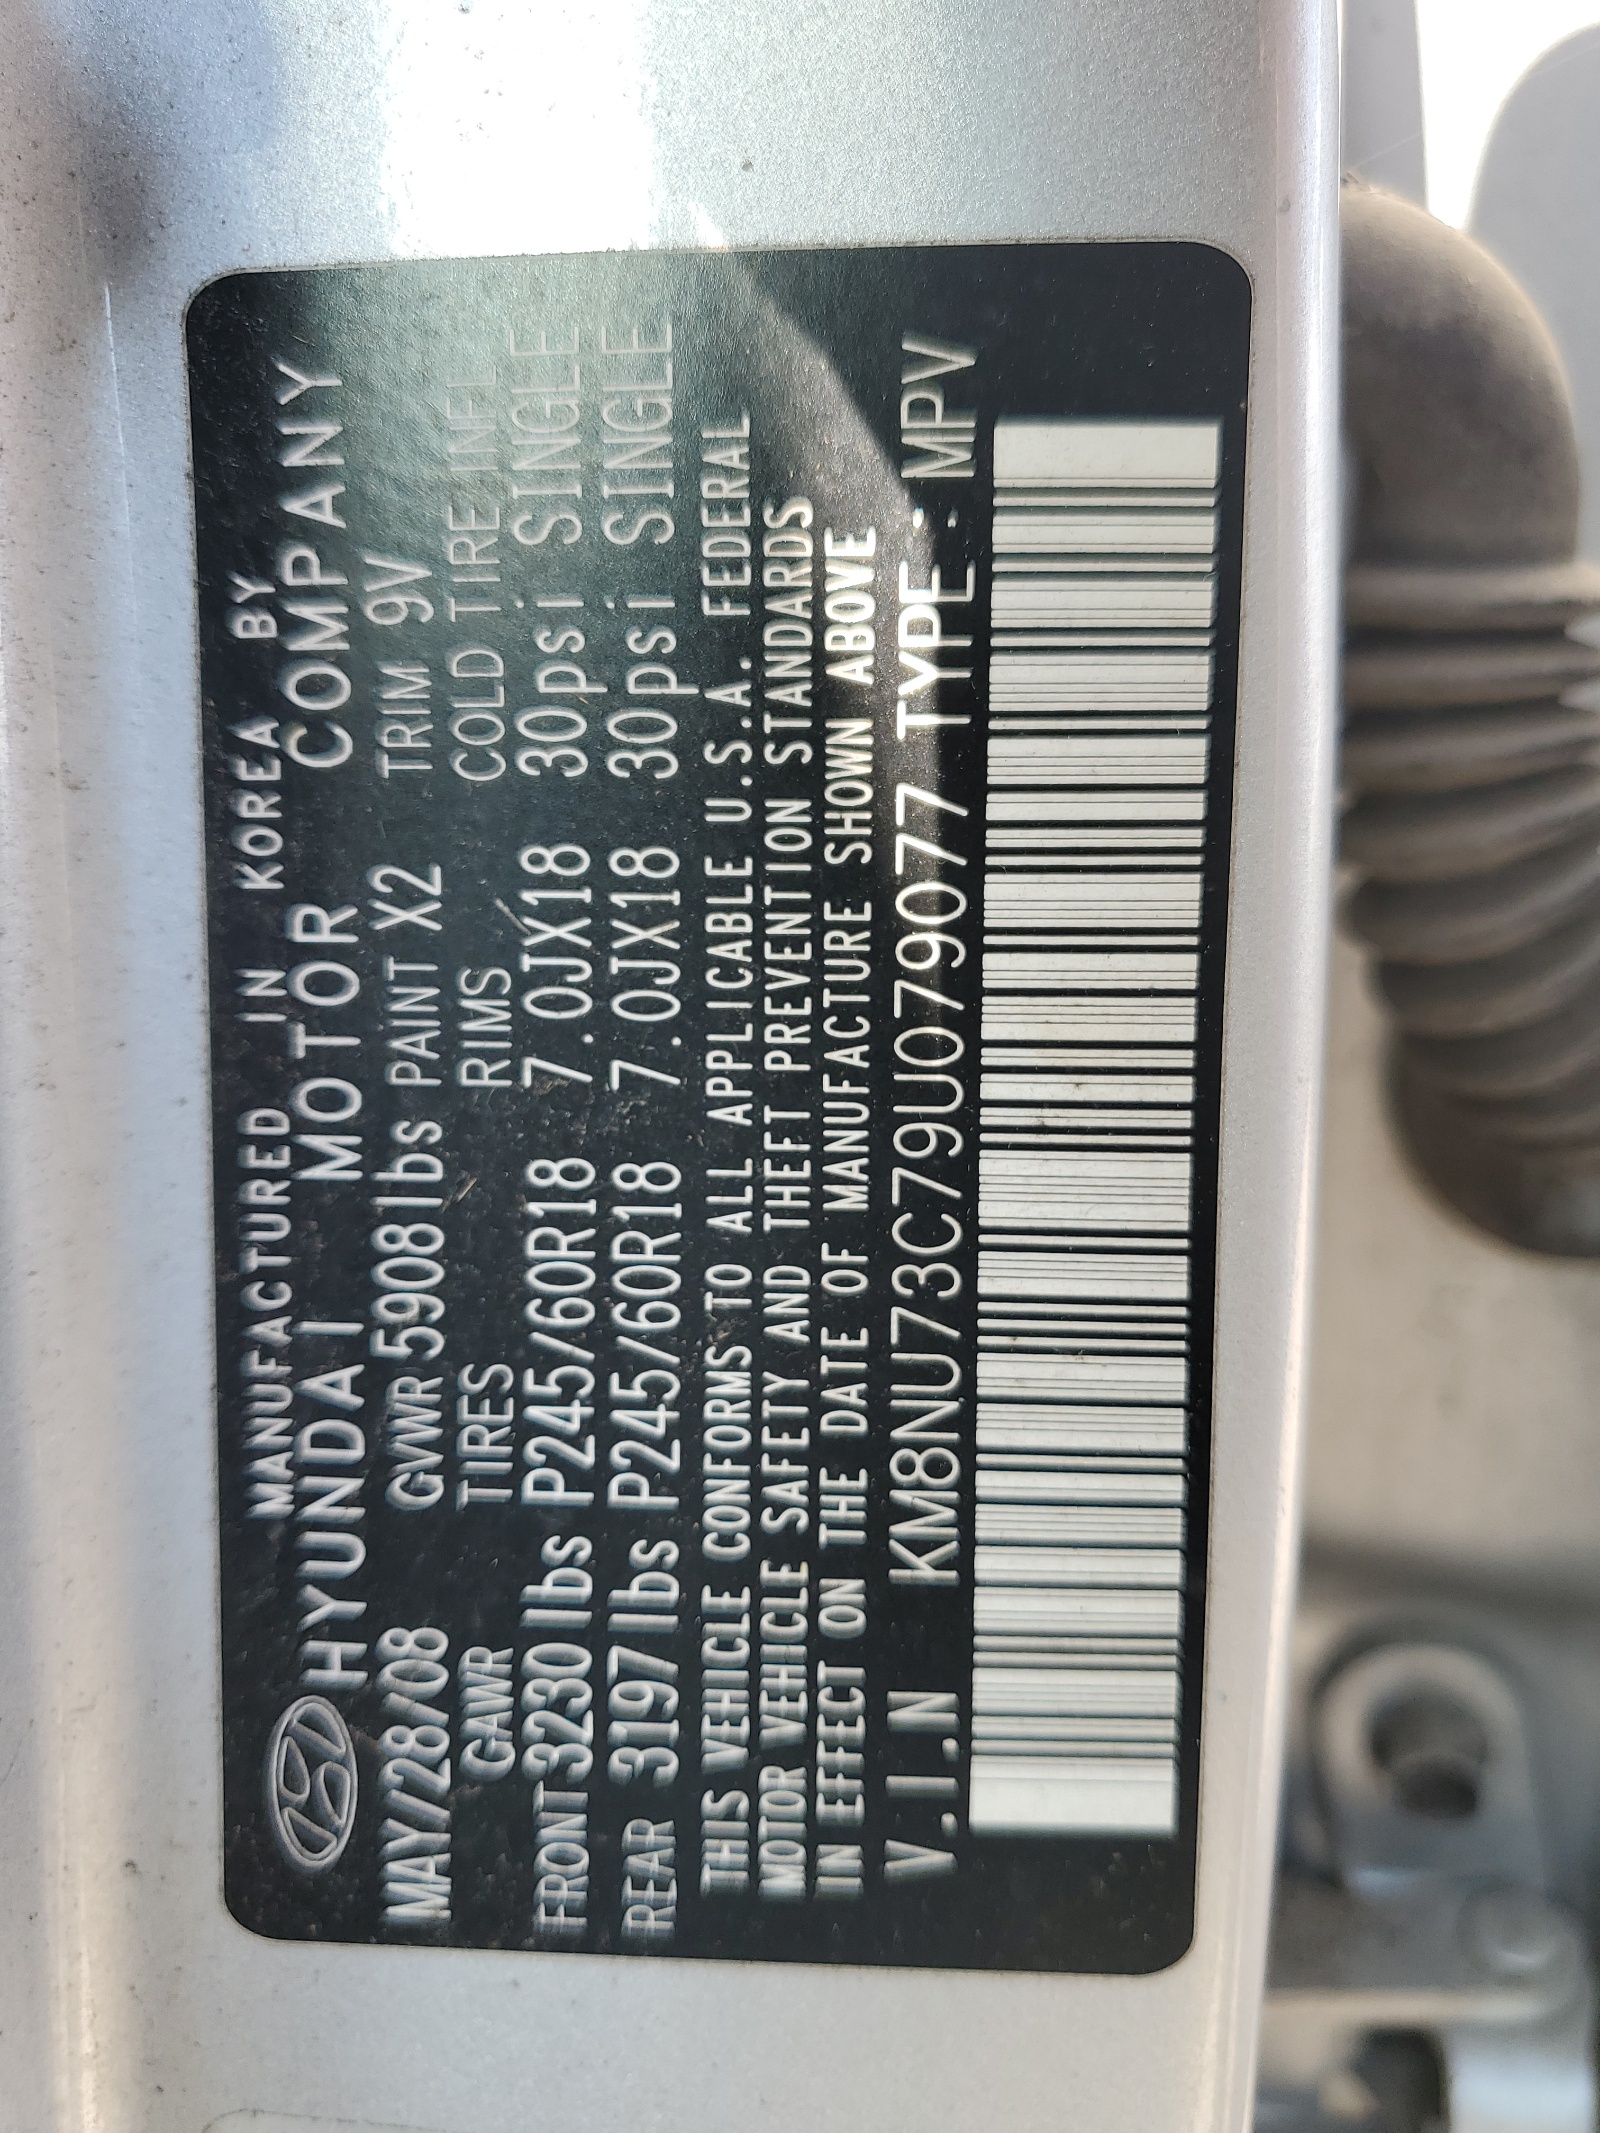 MANUFACTURED IN KOREA BY
HYUNDAI MOTOR COMPANY
MAY/28/08 GVWR 5908lbs PAINT X2 TRIM 9V
GAWR TIRES RIMS COLD TIRE INFL
FRONT 3230lbs P245/60R18 7.0JX18 30psi SINGLE
REAR 3197lbs P245/60R18 7.0JX18 30psi SINGLE
THIS VEHICLE CONFORMS TO ALL APPLICABLE U.S.A. FEDERAL
MOTOR VEHICLE SAFETY AND THEFT PREVENTION STANDARDS
IN EFFECT ON THE DATE OF MANUFACTURE SHOWN ABOVE
V.I.N KM8NU73C79U079077 TYPE: MPV